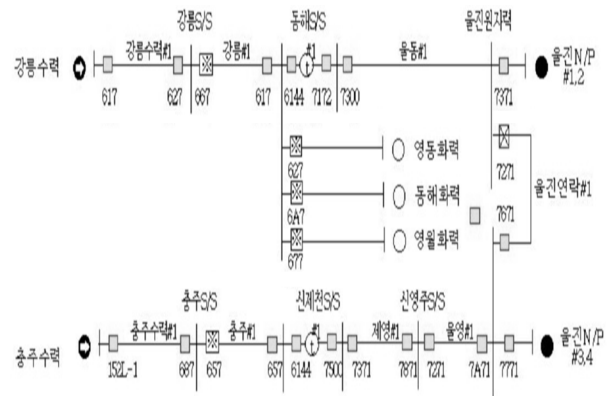 강릉S/S 동해S/S 울진원자력
강릉수력 강릉수력#1 강릉#1 #1 울동#1 울진N/P
#1,2
617 627 667 617 6144 7172 7300 7371
627 영동화력
7271
6A7 동해화력 7671 울진연락#1
677 영월화력
충주S/S 신제천S/S 신영주S/S
충주수력 충주수력#1 충주#1 #1 제영#1 울영#1 울진N/P
#3,4
152L-1 687 657 657 6144 7500 7371 7871 7271 7A71 7771